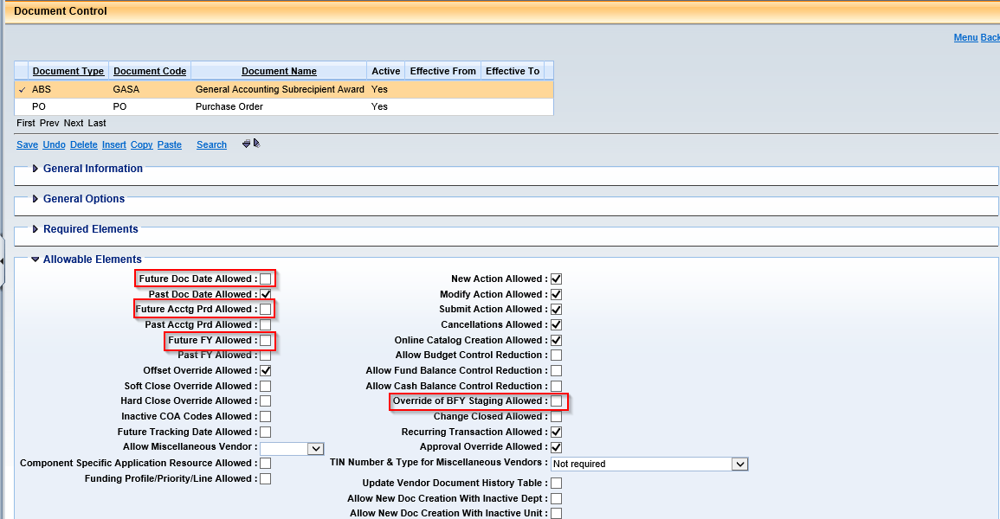 Document Control
Menu Back
Document Type Document Code Document Name Active Effective From Effective To
✓ ABS GASA General Accounting Subrecipient Award Yes
PO PO Purchase Order Yes
First Prev Next Last
Save Undo Delete Insert Copy Paste Search
General Information
General Options
Required Elements
Allowable Elements
Future Doc Date Allowed : New Action Allowed :
Past Doc Date Allowed : Modify Action Allowed :
Future Acctg Prd Allowed : Submit Action Allowed :
Past Acctg Prd Allowed : Cancellations Allowed :
Future FY Allowed : Online Catalog Creation Allowed :
Past FY Allowed : Allow Budget Control Reduction :
Offset Override Allowed : Allow Fund Balance Control Reduction :
Soft Close Override Allowed : Allow Cash Balance Control Reduction :
Hard Close Override Allowed : Override of BFY Staging Allowed :
Inactive COA Codes Allowed : Change Closed Allowed :
Future Tracking Date Allowed : Recurring Transaction Allowed :
Allow Miscellaneous Vendor : Approval Override Allowed :
Component Specific Application Resource Allowed : TIN Number & Type for Miscellaneous Vendors : Not required
Funding Profile/Priority/Line Allowed : Update Vendor Document History Table :
Allow New Doc Creation With Inactive Dept :
Allow New Doc Creation With Inactive Unit :